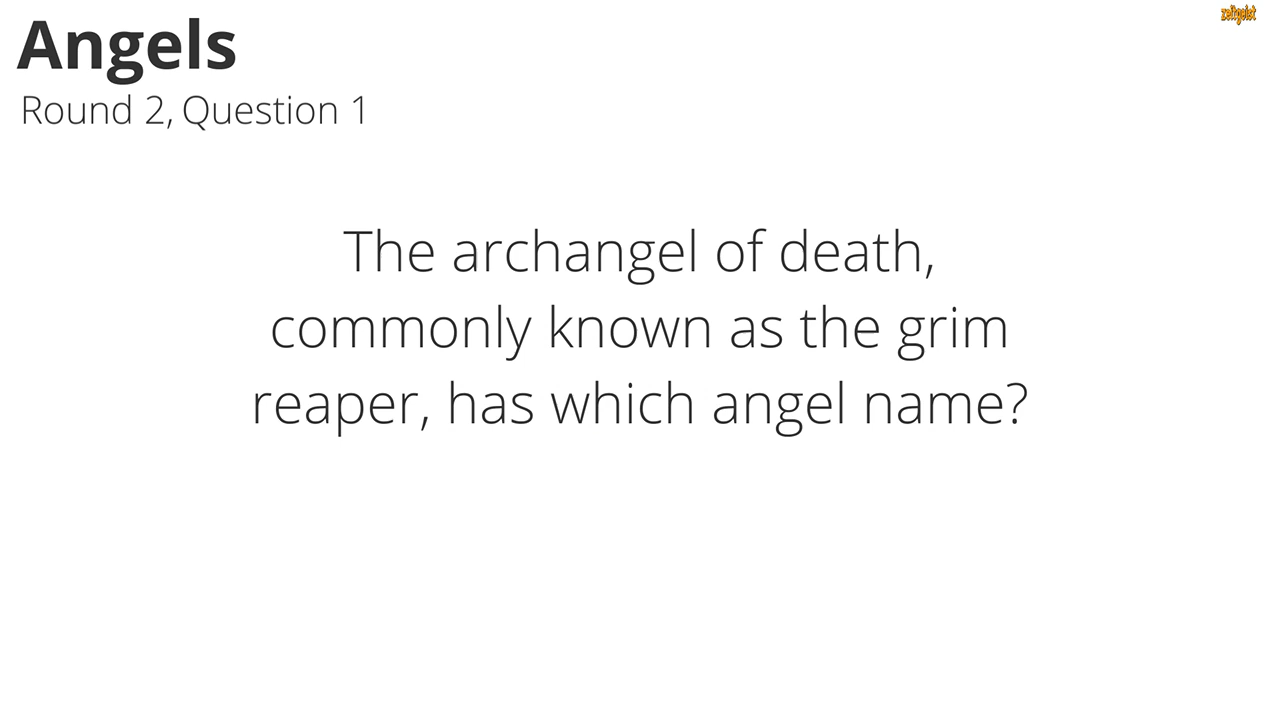 zeitgeist
Angels
Round 2, Question 1
The archangel of death,
commonly known as the grim
reaper, has which angel name?